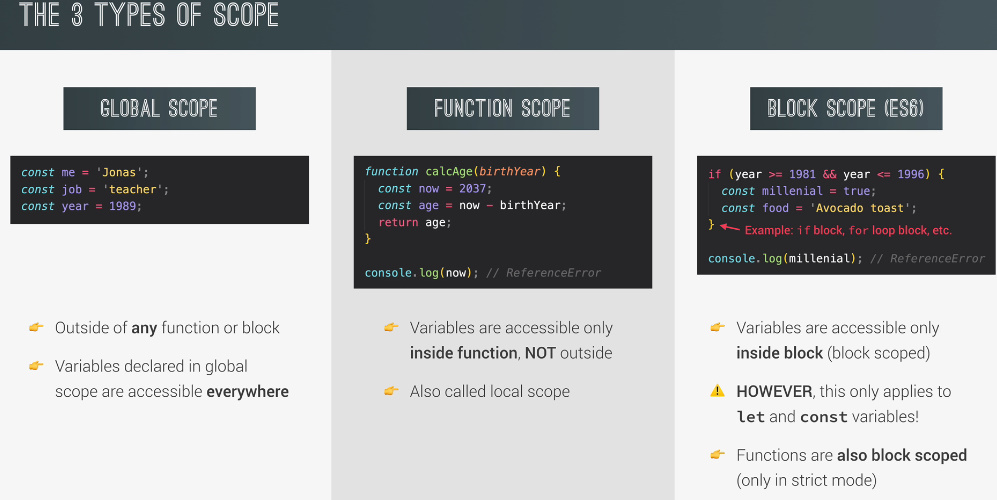 THE 3 TYPES OF SCOPE
GLOBAL SCOPE
const me = 'Jonas';
const job = 'teacher';
const year = 1989;
Outside of any function or block
Variables declared in global
scope are accessible everywhere
FUNCTION SCOPE
function calcAge(birthYear) {
  const now = 2037;
  const age = now − birthYear;
  return age;
}
console.log(now); // ReferenceError
Variables are accessible only
inside function, NOT outside
Also called local scope
BLOCK SCOPE (ES6)
if (year >= 1981 && year <= 1996) {
  const millenial = true;
  const food = 'Avocado toast';
} Example: if block, for loop block, etc.
console.log(millenial); // ReferenceError
Variables are accessible only
inside block (block scoped)
HOWEVER, this only applies to
let and const variables!
Functions are also block scoped
(only in strict mode)